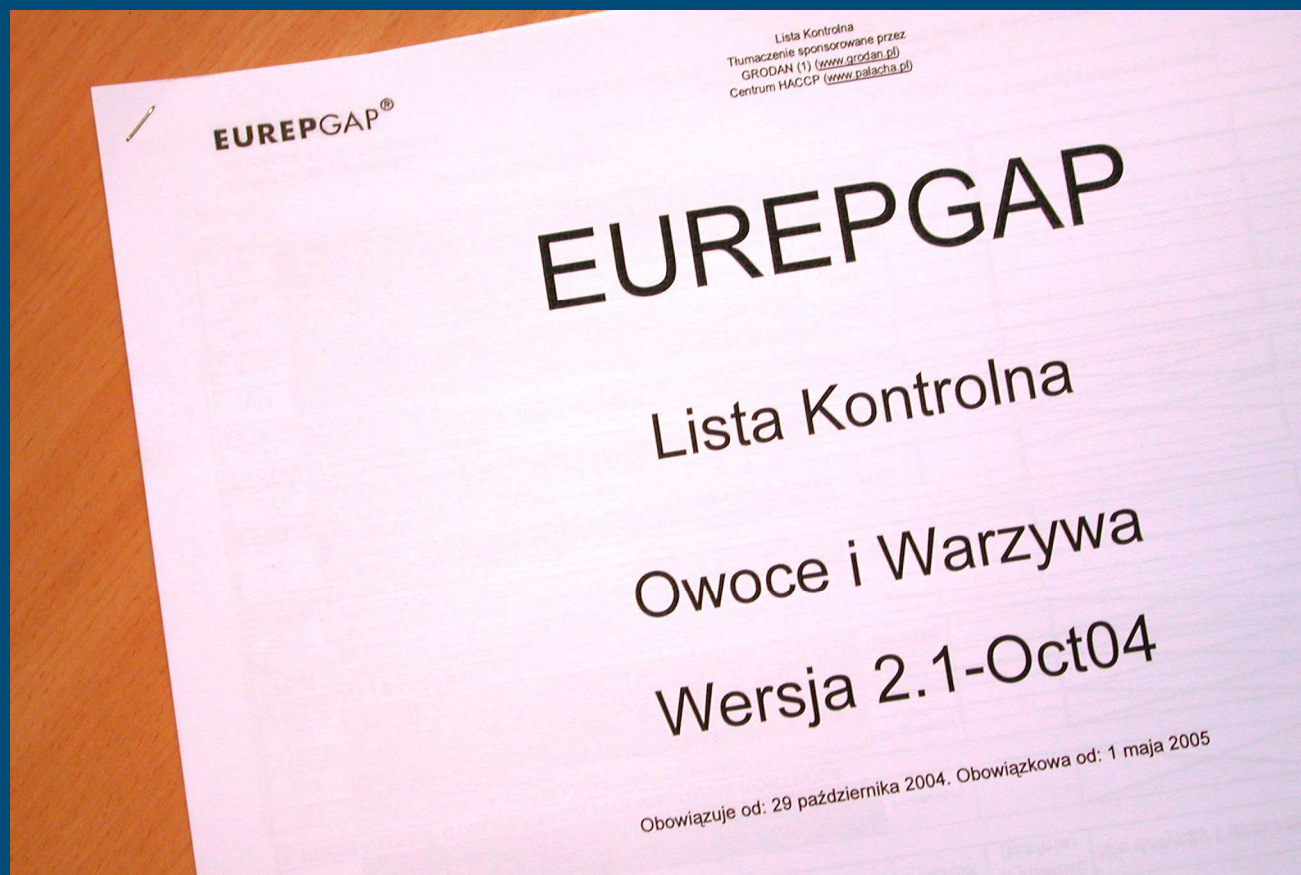 Lista Kontrolna
Tłumaczenie sponsorowane przez
GRODAN (1) (www.grodan.pl)
Centrum HACCP (www.palacha.pl)
EUREPGAP®
EUREPGAP
Lista Kontrolna
Owoce i Warzywa
Wersja 2.1-Oct04
Obowiązuje od: 29 października 2004. Obowiązkowa od: 1 maja 2005